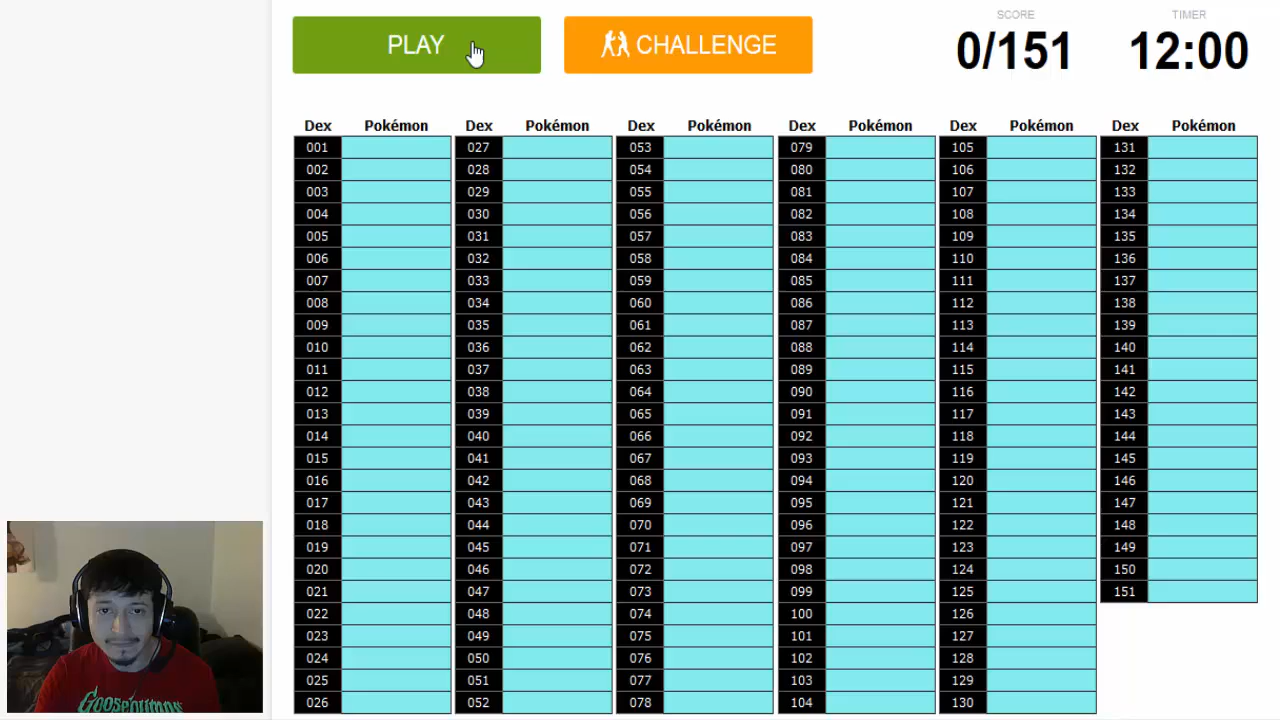 SCORE TIMER
PLAY CHALLENGE 0/151 12:00
Dex Pokémon Dex Pokémon Dex Pokémon Dex Pokémon Dex Pokémon Dex Pokémon
001 027 053 079 105 131
002 028 054 080 106 132
003 029 055 081 107 133
004 030 056 082 108 134
005 031 057 083 109 135
006 032 058 084 110 136
007 033 059 085 111 137
008 034 060 086 112 138
009 035 061 087 113 139
010 036 062 088 114 140
011 037 063 089 115 141
012 038 064 090 116 142
013 039 065 091 117 143
014 040 066 092 118 144
015 041 067 093 119 145
016 042 068 094 120 146
017 043 069 095 121 147
018 044 070 096 122 148
019 045 071 097 123 149
020 046 072 098 124 150
021 047 073 099 125 151
022 048 074 100 126
023 049 075 101 127
024 050 076 102 128
025 051 077 103 129
026 052 078 104 130